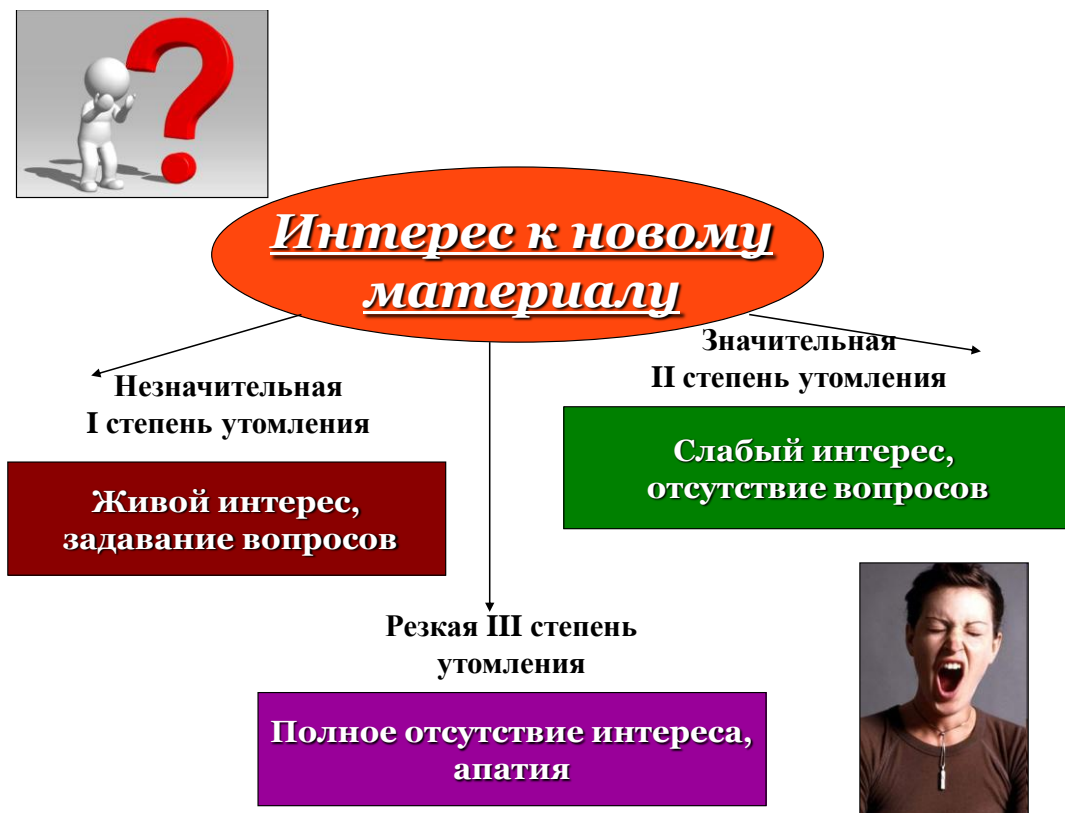 Интерес к новому
материалу
Незначительная
I степень утомления
Живой интерес,
задавание вопросов
Значительная
II степень утомления
Слабый интерес,
отсутствие вопросов
Резкая III степень
утомления
Полное отсутствие интереса,
апатия